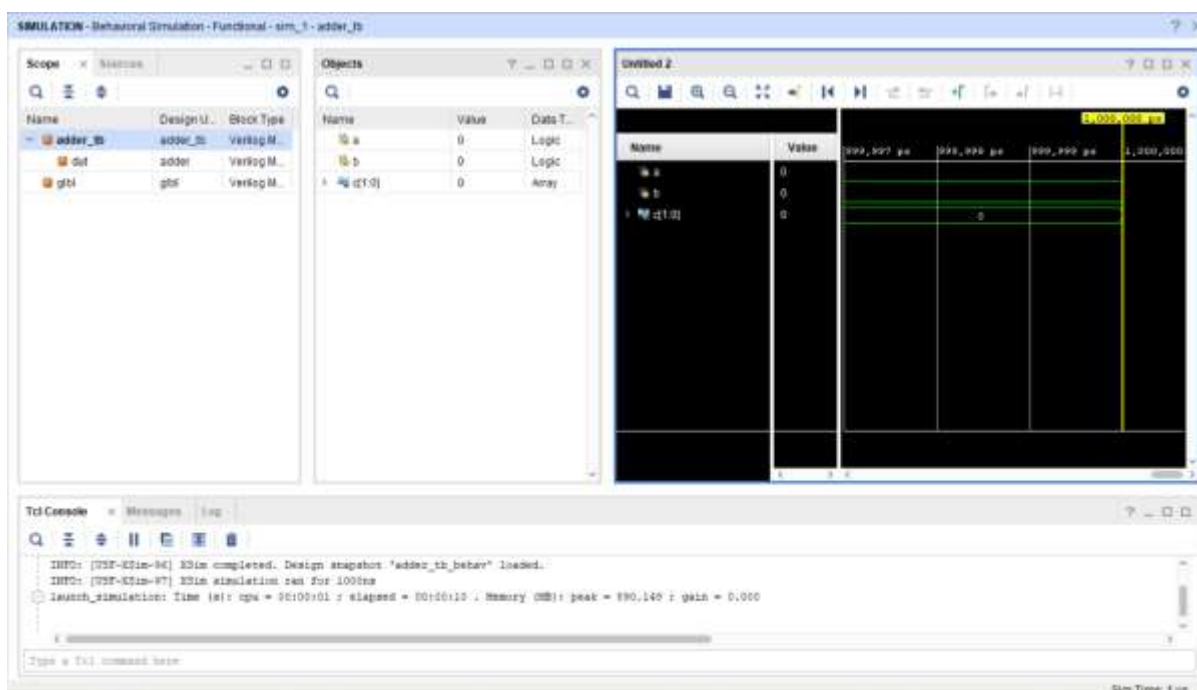 SIMULATION - Behavioral Simulation - Functional - sim_1 - adder_tb
Scope Sources
Name Design U... Block Type
adder_tb adder_tb Verilog M...
dut adder Verilog M...
glbl glbl Verilog M...
Objects
Name Value Data T...
a 0 Logic
b 0 Logic
c[1:0] 0 Array
Untitled 2
1,000,000 ps
Name Value 999,997 ps 999,998 ps 999,999 ps 1,000,000
a 0
b 0
c[1:0] 0 0
Tcl Console Messages Log
INFO: [USF-XSim-96] XSim completed. Design snapshot 'adder_tb_behav' loaded.
INFO: [USF-XSim-97] XSim simulation ran for 1000ns
launch_simulation: Time (s): cpu = 00:00:01 ; elapsed = 00:00:10 . Memory (MB): peak = 890.148 ; gain = 0.000
Type a Tcl command here
Sim Time: 1 us